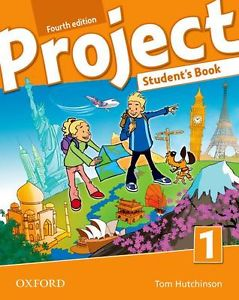 Fourth edition
Project
Student's Book
1
OXFORD
Tom Hutchinson